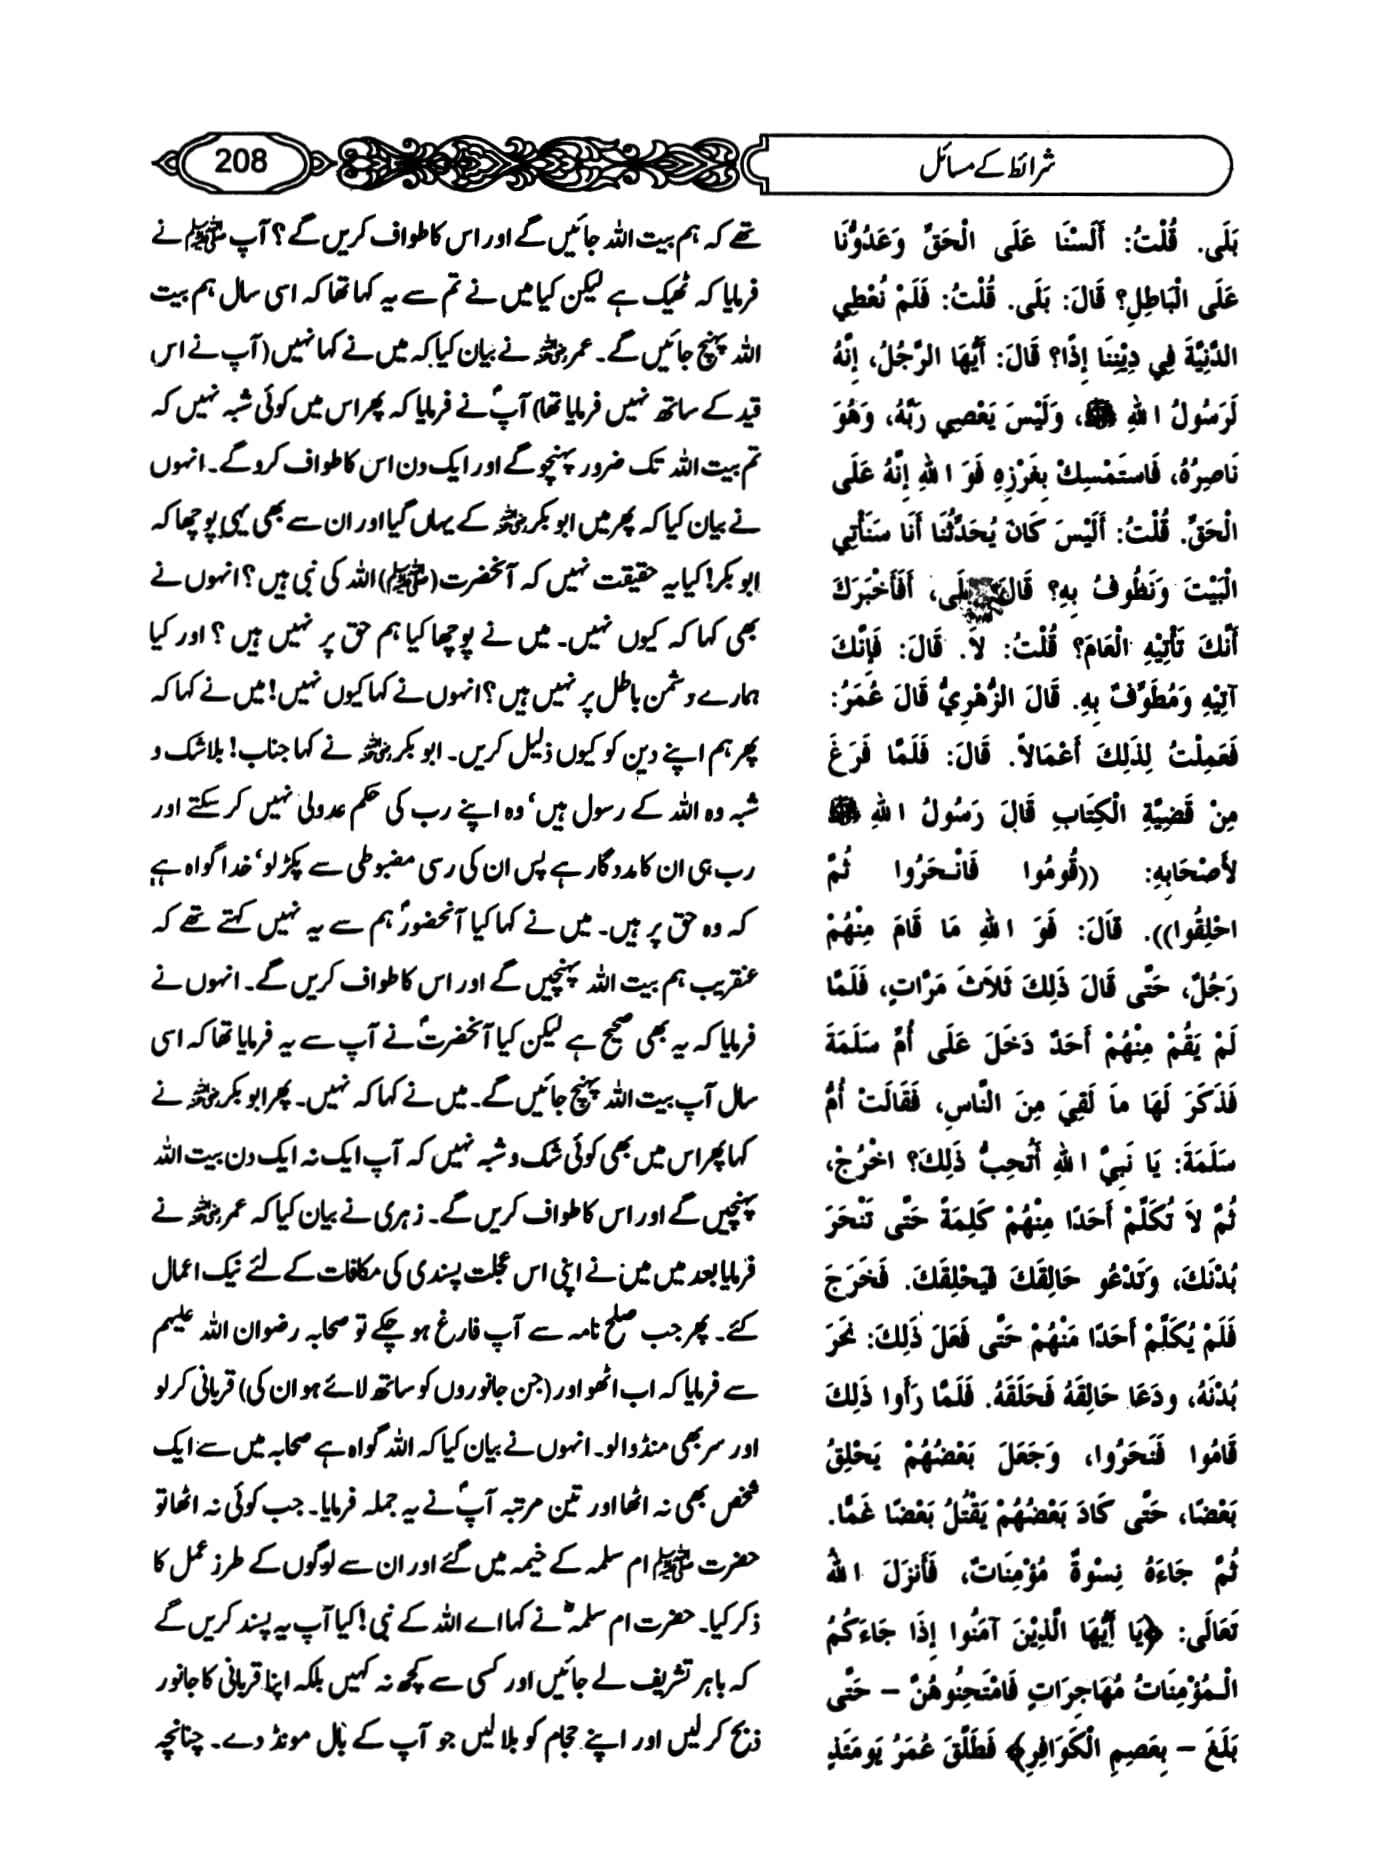 شرائط کے مسائل
208
بَلَى. قُلْتُ: أَلَسْنَا عَلَى الْحَقِّ وَعَدُوُّنَا
عَلَى الْبَاطِلِ؟ قَالَ: بَلَى. قُلْتُ: فَلَمْ نُعْطِي
الدَّنِيَّةَ فِي دِيْنِنَا إِذًا؟ قَالَ: أَيُّهَا الرَّجُلُ، إِنَّهُ
لَرَسُولُ اللهِ ﷺ، وَلَيْسَ يَعْصِي رَبَّهُ، وَهُوَ
نَاصِرُهُ، فَاسْتَمْسِكْ بِغَرْزِهِ فَوَ اللهِ إِنَّهُ عَلَى
الْحَقِّ. قُلْتُ: أَلَيْسَ كَانَ يُحَدِّثُنَا أَنَا سَنَأْتِي
الْبَيْتَ وَنَطُوفُ بِهِ؟ قَالَ: بَلَى، أَفَأَخْبَرَكَ
أَنَّكَ تَأْتِيْهِ الْعَامَ؟ قُلْتُ: لاَ. قَالَ: فَإِنَّكَ
آتِيْهِ وَمُطَوِّفٌ بِهِ. قَالَ الزُّهْرِيُّ قَالَ عُمَرُ:
فَعَمِلْتُ لِذَلِكَ أَعْمَالاً. قَالَ: فَلَمَّا فَرَغَ
مِنْ قَضِيَّةِ الْكِتَابِ قَالَ رَسُولُ اللهِ ﷺ
لأَصْحَابِهِ: ((قُومُوا فَانْحَرُوا ثُمَّ
احْلِقُوا)). قَالَ: فَوَ اللهِ مَا قَامَ مِنْهُمْ
رَجُلٌ، حَتَّى قَالَ ذَلِكَ ثَلاَثَ مَرَّاتٍ، فَلَمَّا
لَمْ يَقُمْ مِنْهُمْ أَحَدٌ دَخَلَ عَلَى أُمِّ سَلَمَةَ
فَذَكَرَ لَهَا مَا لَقِيَ مِنَ النَّاسِ، فَقَالَتْ أُمُّ
سَلَمَةَ: يَا نَبِيَّ اللهِ أَتُحِبُّ ذَلِكَ؟ اخْرُجْ،
ثُمَّ لاَ تُكَلِّمْ أَحَدًا مِنْهُمْ كَلِمَةً حَتَّى تَنْحَرَ
بُدْنَكَ، وَتَدْعُو حَالِقَكَ فَيَحْلِقَكَ. فَخَرَجَ
فَلَمْ يُكَلِّمْ أَحَدًا مَنْهُمْ حَتَّى فَعَلَ ذَلِكَ: نَحَرَ
بُدْنَهُ، ودَعَا حَالِقَهُ فَحَلَقَهُ. فَلَمَّا رَأَوا ذَلِكَ
قَامُوا فَنَحَرُوا، وَجَعَلَ بَعْضُهُمْ يَحْلِقُ
بَعْضًا، حَتَّى كَادَ بَعْضُهُمْ يَقْتُلُ بَعْضًا غَمًّا.
ثُمَّ جَاءَهُ نِسْوَةٌ مُؤْمِنَاتٌ، فَأَنزَلَ اللهُ
تَعَالَى: ﴿يَا أَيُّهَا الَّذِيْنَ آمَنُوا إِذَا جَاءَكُمُ
الْمُؤْمِنَاتُ مُهَاجِرَاتٍ فَامْتَحِنُوهُنَّ - حَتَّى
بَلَغَ - بِعَصِمِ الْكَوَافِرِ﴾ فَطَلَّقَ عُمَرُ يَومَئَذٍ
تھے کہ ہم بیت اللہ جائیں گے اور اس کا طواف کریں گے؟ آپ ﷺ نے
فرمایا کہ ٹھیک ہے لیکن کیا میں نے تم سے یہ کہا تھا کہ اسی سال ہم بیت
اللہ پہنچ جائیں گے۔ عمر رضی اللہ عنہ نے بیان کیا کہ میں نے کہا نہیں (آپ نے اس
قید کے ساتھ نہیں فرمایا تھا) آپؐ نے فرمایا کہ پھر اس میں کوئی شبہ نہیں کہ
تم بیت اللہ تک ضرور پہنچو گے اور ایک دن اس کا طواف کرو گے۔ انہوں
نے بیان کیا کہ پھر میں ابوبکر رضی اللہ عنہ کے یہاں گیا اور ان سے بھی یہی پوچھا کہ
ابوبکر! کیا یہ حقیقت نہیں کہ آنحضرت (ﷺ) اللہ کی نبی ہیں؟ انہوں نے
بھی کہا کہ کیوں نہیں۔ میں نے پوچھا کیا ہم حق پر نہیں ہیں؟ اور کیا
ہمارے دشمن باطل پر نہیں ہیں؟ انہوں نے کہا کیوں نہیں! میں نے کہا کہ
پھر ہم اپنے دین کو کیوں ذلیل کریں۔ ابوبکر رضی اللہ عنہ نے کہا جناب! بلا شک و
شبہ وہ اللہ کے رسول ہیں‘ وہ اپنے رب کی حکم عدولی نہیں کر سکتے اور
رب ہی ان کا مددگار ہے پس ان کی رسی مضبوطی سے پکڑ لو‘ خدا گواہ ہے
کہ وہ حق پر ہیں۔ میں نے کہا کیا آنحضورؐ ہم سے یہ نہیں کہتے تھے کہ
عنقریب ہم بیت اللہ پہنچیں گے اور اس کا طواف کریں گے۔ انہوں نے
فرمایا کہ یہ بھی صحیح ہے لیکن کیا آنحضرتؐ نے آپ سے یہ فرمایا تھا کہ اسی
سال آپ بیت اللہ پہنچ جائیں گے۔ میں نے کہا کہ نہیں۔ پھر ابوبکر رضی اللہ عنہ نے
کہا پھر اس میں بھی کوئی شک و شبہ نہیں کہ آپ ایک نہ ایک دن بیت اللہ
پہنچیں گے اور اس کا طواف کریں گے۔ زہری نے بیان کیا کہ عمر رضی اللہ عنہ نے
فرمایا بعد میں میں نے اپنی اس عجلت پسندی کی مکافات کے لئے نیک اعمال
کئے۔ پھر جب صلح نامہ سے آپ فارغ ہو چکے تو صحابہ رضوان اللہ علیہم
سے فرمایا کہ اب اٹھو اور (جن جانوروں کو ساتھ لائے ہو ان کی) قربانی کر لو
اور سر بھی منڈوا لو۔ انہوں نے بیان کیا کہ اللہ گواہ ہے صحابہ میں سے ایک
شخص بھی نہ اٹھا اور تین مرتبہ آپؐ نے یہ جملہ فرمایا۔ جب کوئی نہ اٹھا تو
حضرت ﷺ ام سلمہ کے خیمہ میں گئے اور ان سے لوگوں کے طرز عمل کا
ذکر کیا۔ حضرت ام سلمہؓ نے کہا اے اللہ کے نبی! کیا آپ یہ پسند کریں گے
کہ باہر تشریف لے جائیں اور کسی سے کچھ نہ کہیں بلکہ اپنا قربانی کا جانور
ذبح کر لیں اور اپنے حجام کو بلا لیں جو آپ کے بال مونڈ دے۔ چنانچہ